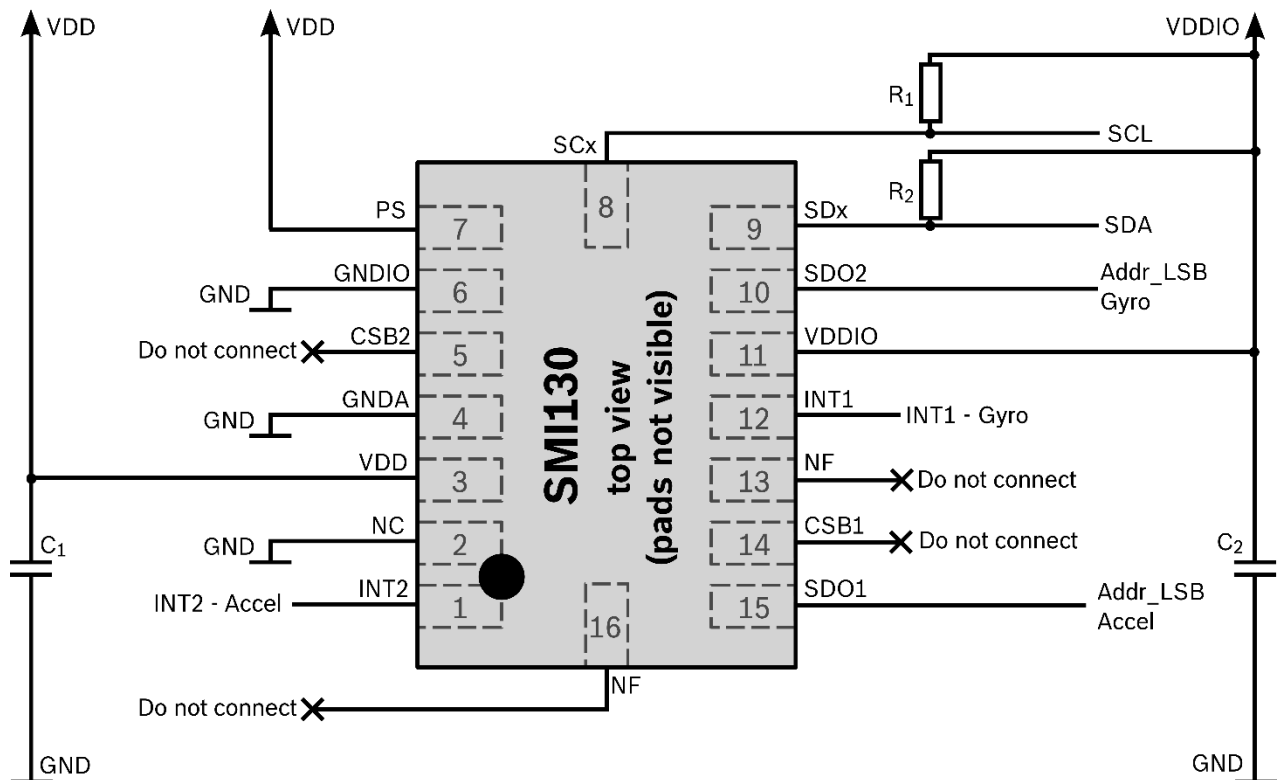 VDD
VDD
VDDIO
R1
SCx
SCL
R2
PS
7
8
9
SDx
SDA
GNDIO
GND
6
10
SDO2
Addr_LSB
Gyro
Do not connect
CSB2
5
11
VDDIO
GNDA
GND
4
12
INT1
INT1 - Gyro
VDD
3
13
NF
Do not connect
NC
GND
2
14
CSB1
Do not connect
C1
C2
INT2 - Accel
INT2
1
16
15
SDO1
Addr_LSB
Accel
SMI130
top view
(pads not visible)
NF
Do not connect
GND
GND